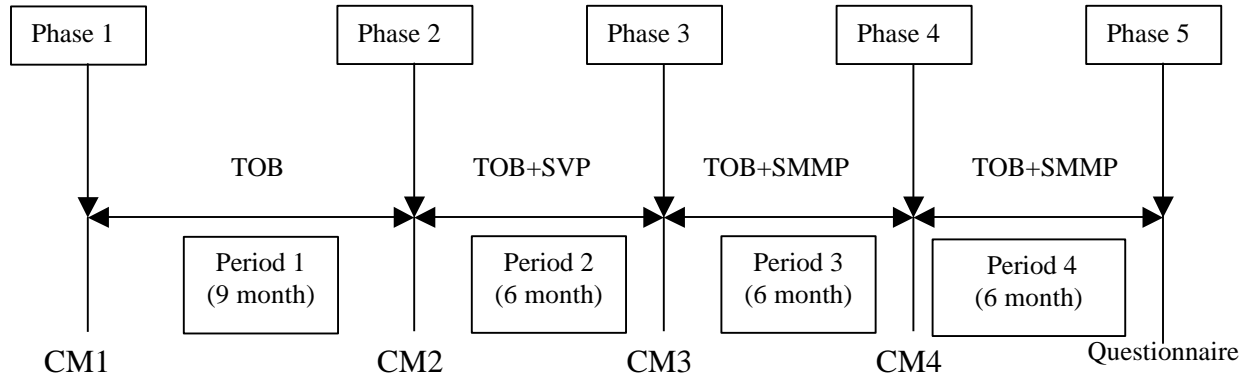 Phase 1
Phase 2
Phase 3
Phase 4
Phase 5
TOB
TOB+SVP
TOB+SMMP
TOB+SMMP
Period 1
(9 month)
Period 2
(6 month)
Period 3
(6 month)
Period 4
(6 month)
CM1
CM2
CM3
CM4
Questionnaire